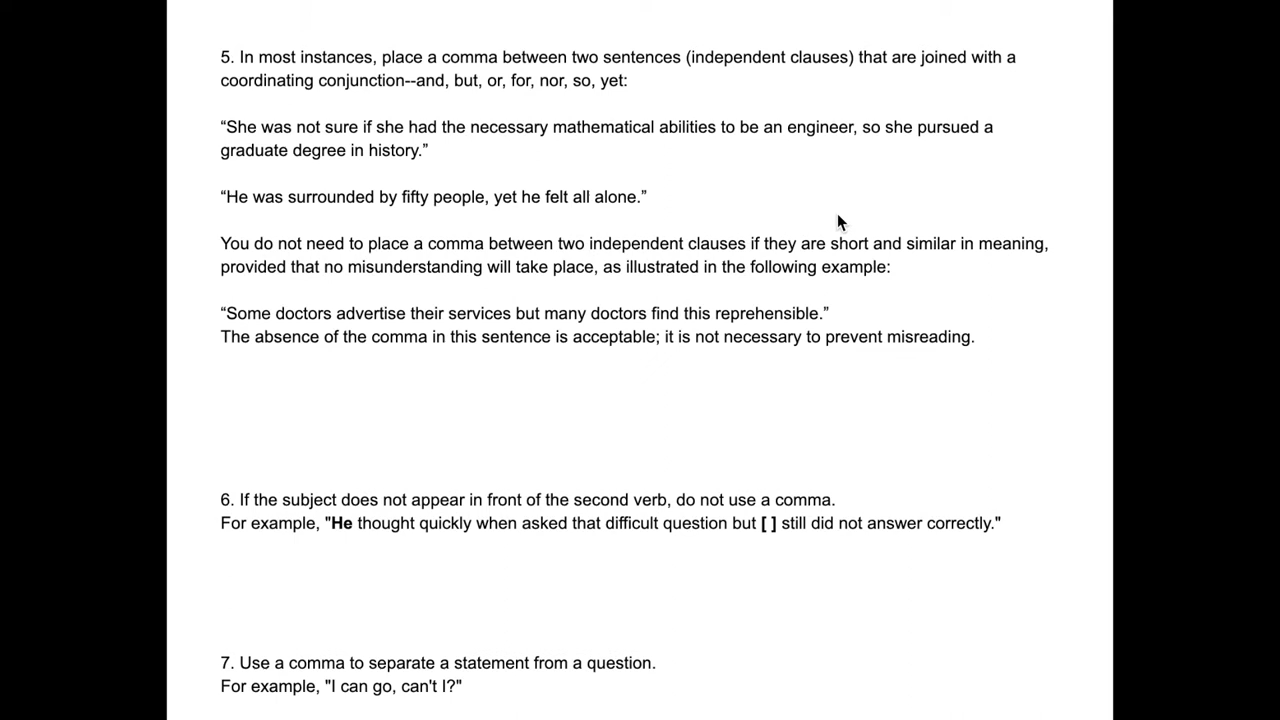 5. In most instances, place a comma between two sentences (independent clauses) that are joined with a
coordinating conjunction--and, but, or, for, nor, so, yet:
“She was not sure if she had the necessary mathematical abilities to be an engineer, so she pursued a
graduate degree in history.”
“He was surrounded by fifty people, yet he felt all alone.”
You do not need to place a comma between two independent clauses if they are short and similar in meaning,
provided that no misunderstanding will take place, as illustrated in the following example:
“Some doctors advertise their services but many doctors find this reprehensible.”
The absence of the comma in this sentence is acceptable; it is not necessary to prevent misreading.
6. If the subject does not appear in front of the second verb, do not use a comma.
For example, "He thought quickly when asked that difficult question but [ ] still did not answer correctly."
7. Use a comma to separate a statement from a question.
For example, "I can go, can't I?"